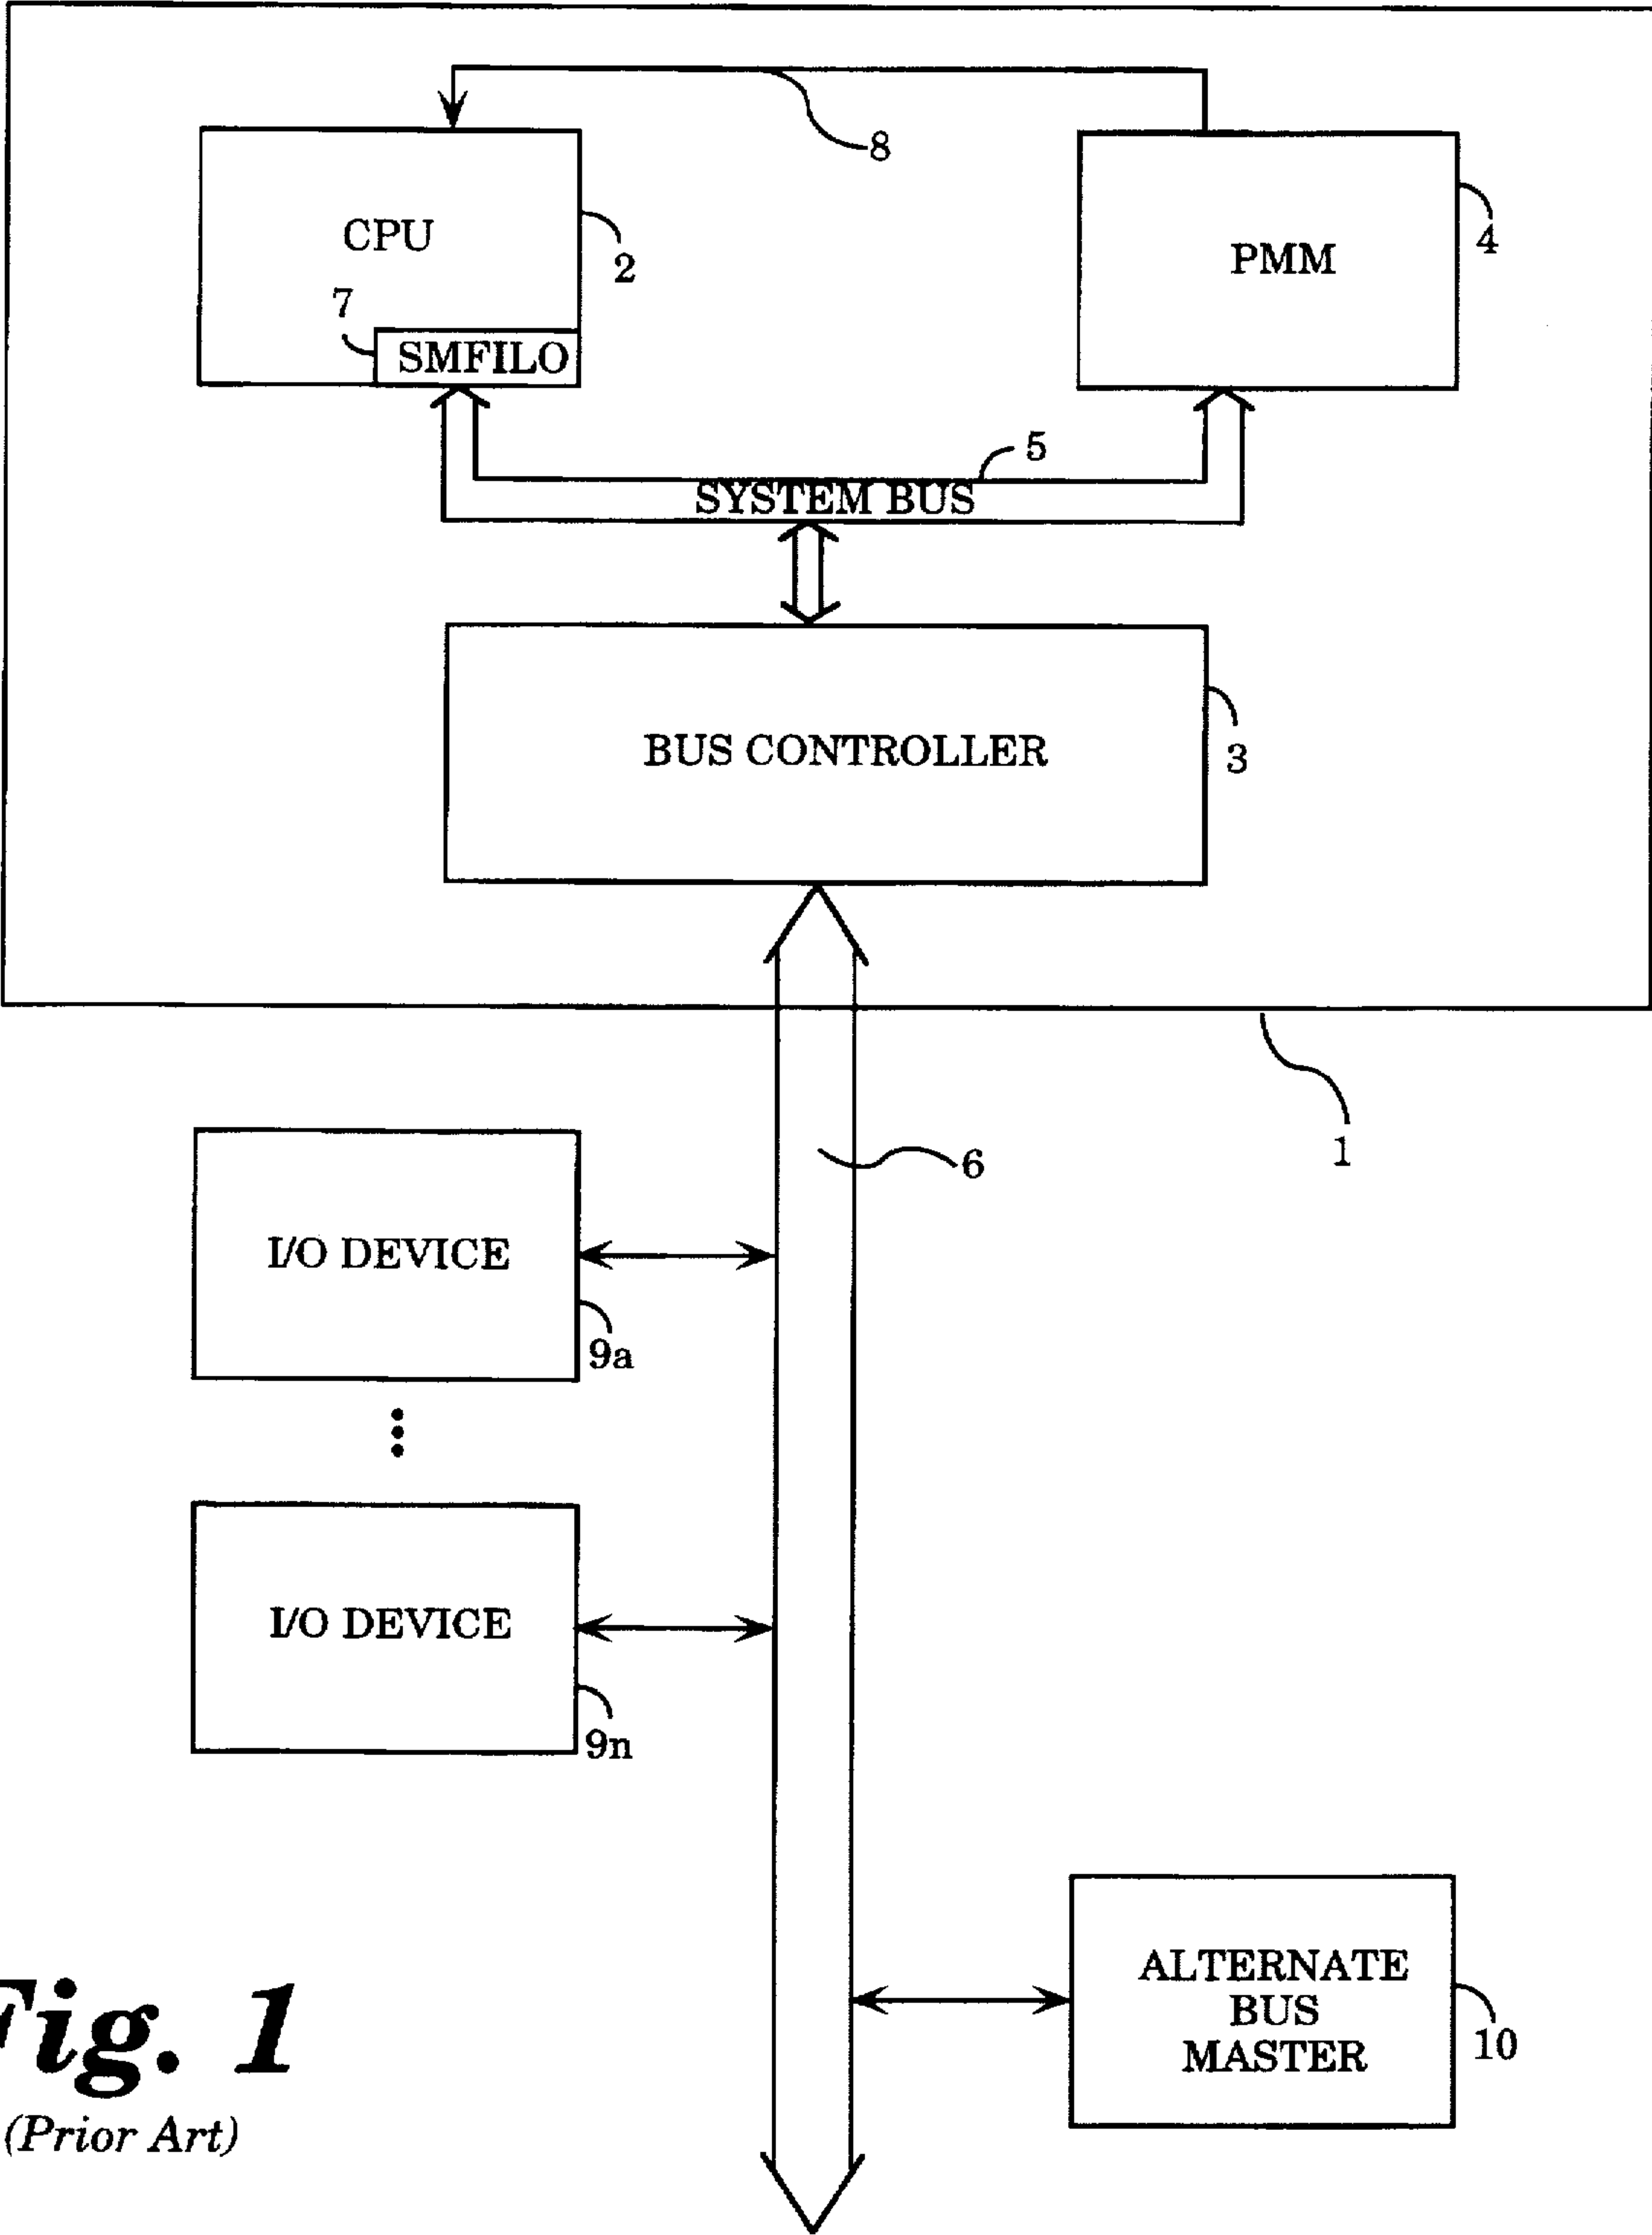 8
CPU
2
PMM
4
7
SMFILO
5
SYSTEM BUS
BUS CONTROLLER
3
1
6
I/O DEVICE
9a
I/O DEVICE
9n
ALTERNATE
BUS
MASTER
10
Fig. 1
(Prior Art)